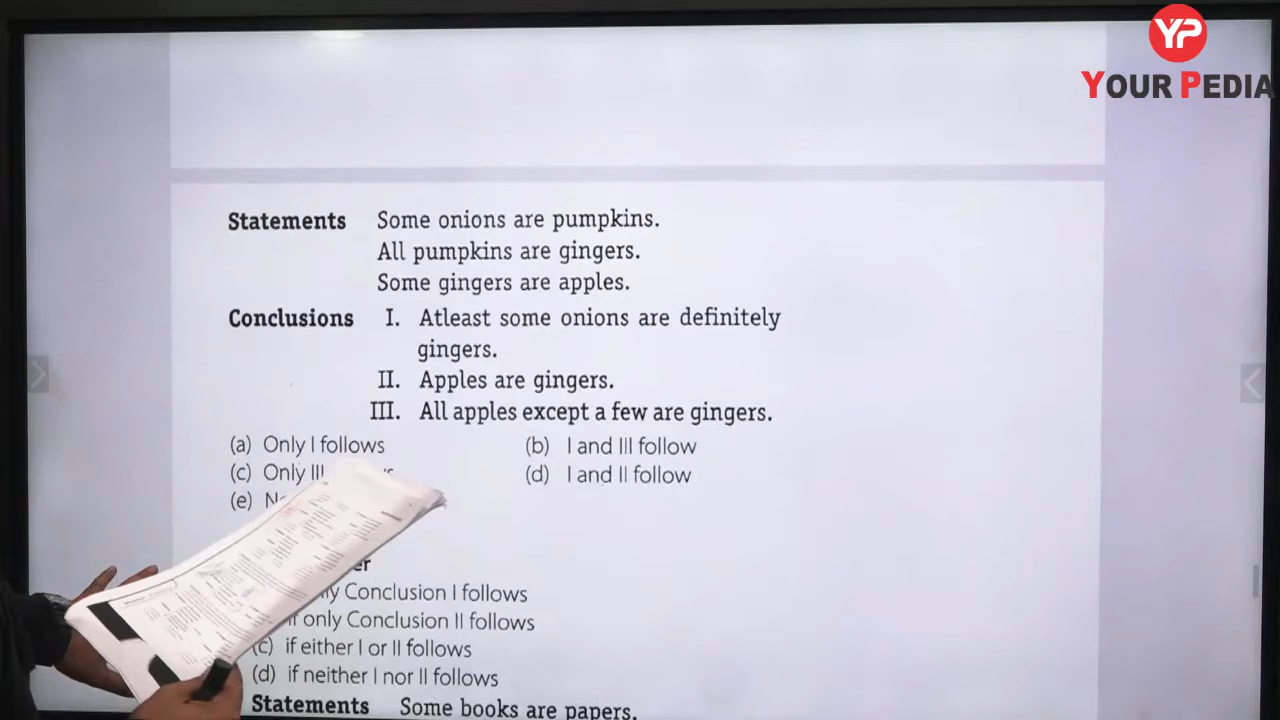 YP
YOUR PEDIA
Statements Some onions are pumpkins.
All pumpkins are gingers.
Some gingers are apples.
Conclusions I. Atleast some onions are definitely
gingers.
II. Apples are gingers.
III. All apples except a few are gingers.
(a) Only I follows (b) I and III follow
(c) Only III (d) I and II follow
(e)
Conclusion I follows
only Conclusion II follows
(c) if either I or II follows
(d) if neither I nor II follows
Statements Some books are papers.